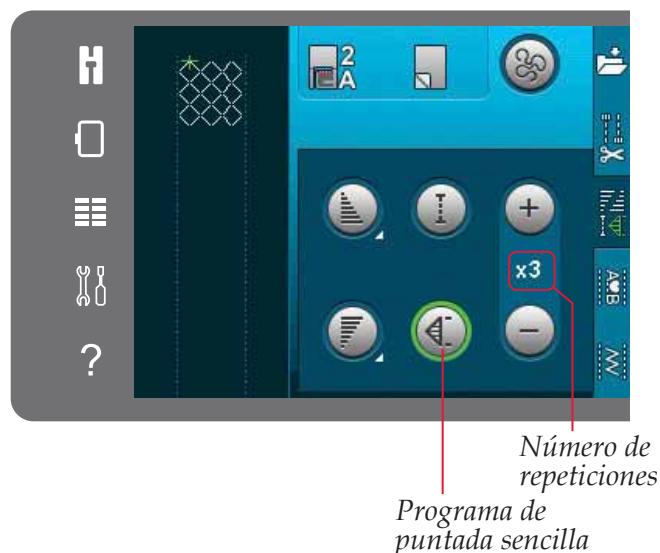 2
A
+
x3
−
A♥B
?
Número de
repeticiones
Programa de
puntada sencilla